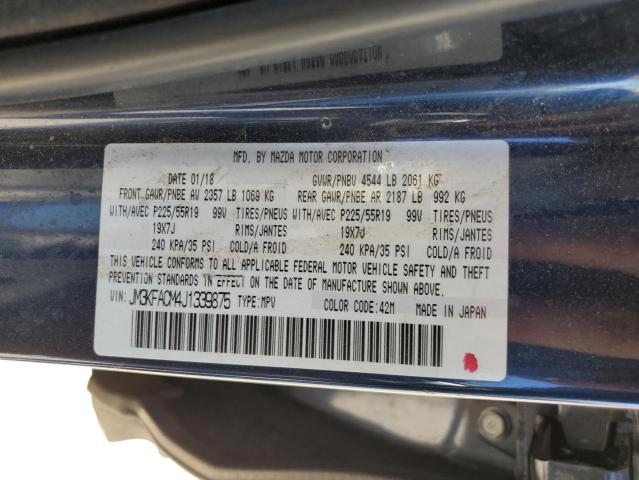 MFD. BY MAZDA MOTOR CORPORATION
DATE 01/18 GVWR/PNBV 4544 LB 2061 KG
FRONT GAWR/PNBE AV 2357 LB 1069 KG REAR GAWR/PNBE AR 2187 LB 992 KG
WITH/AVEC P225/55R19 99V TIRES/PNEUS WITH/AVEC P225/55R19 99V TIRES/PNEUS
19X7J RIMS/JANTES 19X7J RIMS/JANTES
240 KPA/35 PSI COLD/A FROID 240 KPA/35 PSI COLD/A FROID
THIS VEHICLE CONFORMS TO ALL APPLICABLE FEDERAL MOTOR VEHICLE SAFETY AND THEFT
PREVENTION STANDARDS IN EFFECT ON THE DATE OF MANUFACTURE SHOWN ABOVE.
VIN: JM3KFACM4J1339875 TYPE:MPV COLOR CODE:42M MADE IN JAPAN